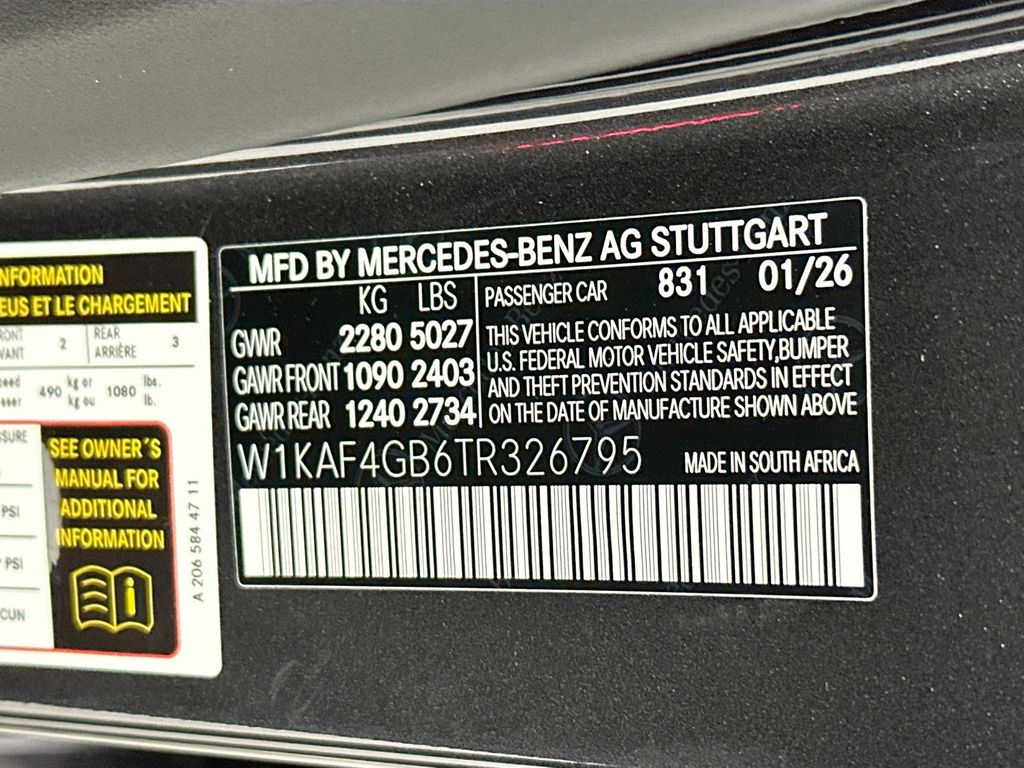 NFORMATION
EUS ET LE CHARGEMENT
RONT
VANT
2
REAR
ARRIÈRE
3
490
kg or
kg ou
1080
lbs.
lb.
SSURE
PSI
PSI
CUN
SEE OWNER´S
MANUAL FOR
ADDITIONAL
INFORMATION
i
A 206 584 47 11
MFD BY MERCEDES-BENZ AG STUTTGART
KG LBS
GVWR 2280 5027
GAWR FRONT 1090 2403
GAWR REAR 1240 2734
PASSENGER CAR 831 01/26
THIS VEHICLE CONFORMS TO ALL APPLICABLE
U.S. FEDERAL MOTOR VEHICLE SAFETY,BUMPER
AND THEFT PREVENTION STANDARDS IN EFFECT
ON THE DATE OF MANUFACTURE SHOWN ABOVE
W1KAF4GB6TR326795
MADE IN SOUTH AFRICA